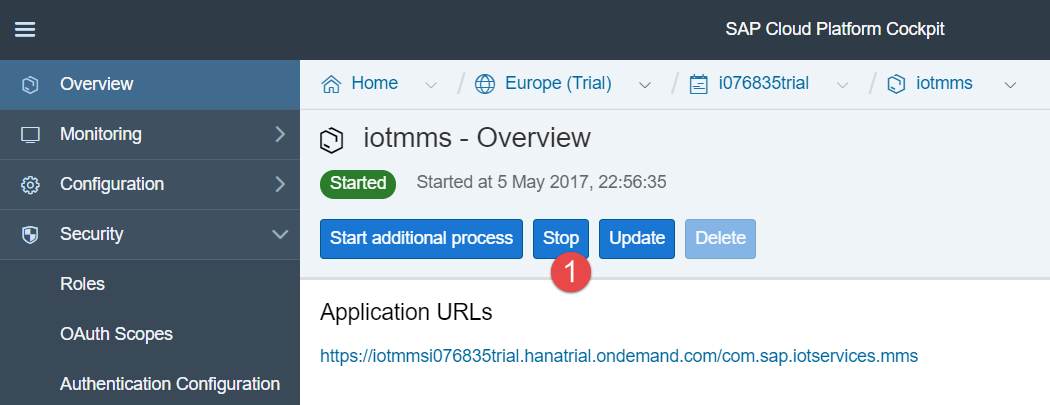 SAP Cloud Platform Cockpit
Overview
Monitoring
Configuration
Security
Roles
OAuth Scopes
Authentication Configuration
Home / Europe (Trial) / i076835trial / iotmms
iotmms - Overview
Started Started at 5 May 2017, 22:56:35
Start additional process Stop Update Delete
1
Application URLs
https://iotmmsi076835trial.hanatrial.ondemand.com/com.sap.iotservices.mms